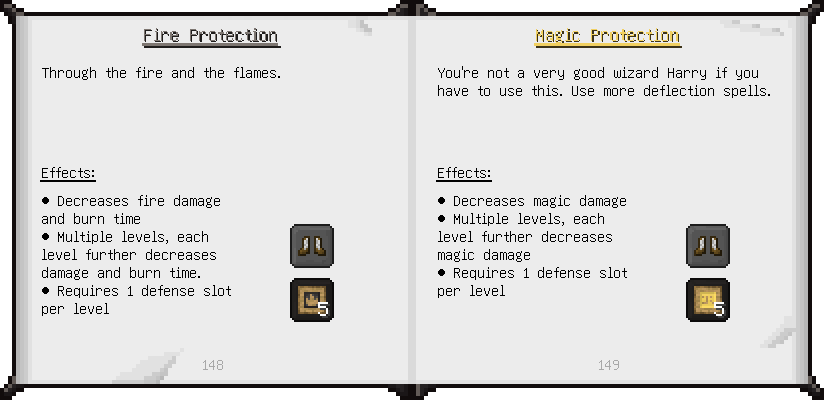 Fire Protection
Through the fire and the flames.
Effects:
• Decreases fire damage
and burn time
• Multiple levels, each
level further decreases
damage and burn time.
• Requires 1 defense slot
per level
5
148
Magic Protection
You're not a very good wizard Harry if you
have to use this. Use more deflection spells.
Effects:
• Decreases magic damage
• Multiple levels, each
level further decreases
magic damage
• Requires 1 defense slot
per level
5
149